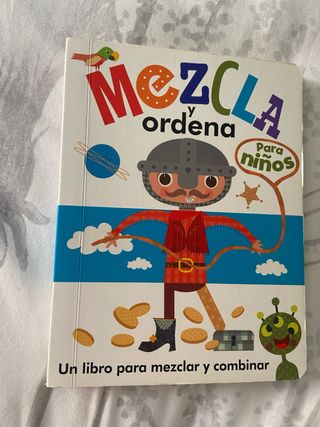 MezCLA
y
ordena
Para
niños
Un libro para mezclar y combinar